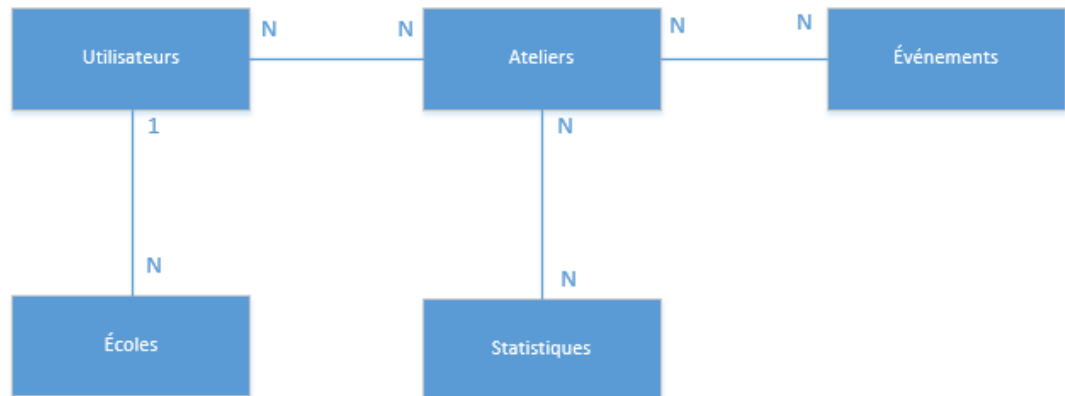 Utilisateurs
N
N
Ateliers
N
N
Événements
1
N
N
N
Écoles
Statistiques